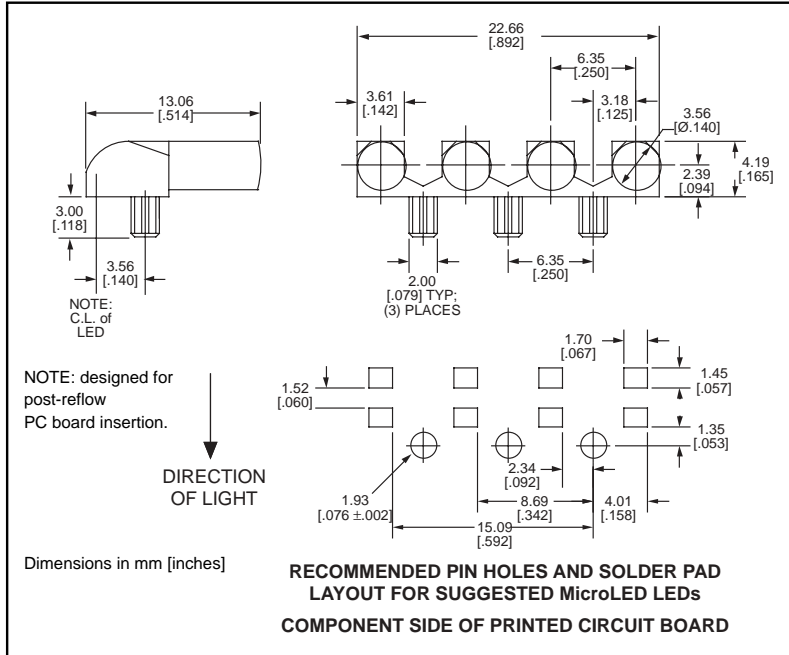 22.66
[.892]
6.35
[.250]
13.06
[.514]
3.61
[.142]
3.18
[.125]
3.56
[Ø.140]
4.19
[.165]
2.39
[.094]
3.00
[.118]
3.56
[.140]
NOTE:
C.L. of
LED
2.00
[.079] TYP;
(3) PLACES
6.35
[.250]
1.70
[.067]
NOTE: designed for
post-reflow
PC board insertion.
1.52
[.060]
1.45
[.057]
1.35
[.053]
DIRECTION
OF LIGHT
2.34
[.092]
1.93
[.076 ±.002]
8.69
[.342]
4.01
[.158]
15.09
[.592]
Dimensions in mm [inches]
RECOMMENDED PIN HOLES AND SOLDER PAD
LAYOUT FOR SUGGESTED MicroLED LEDs
COMPONENT SIDE OF PRINTED CIRCUIT BOARD